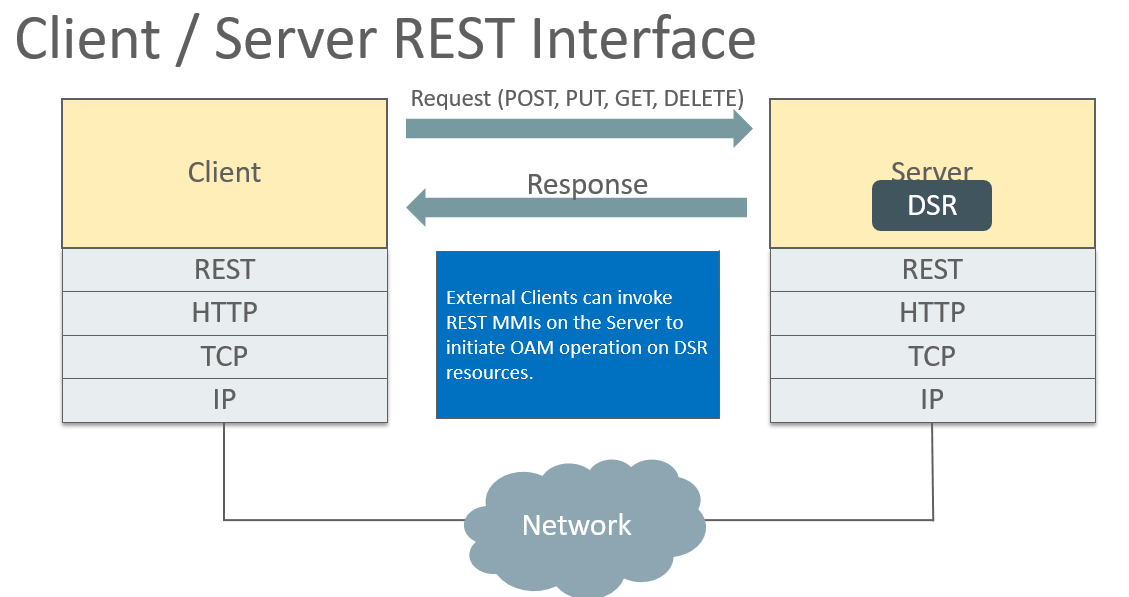 Client / Server REST Interface
Request (POST, PUT, GET, DELETE)
Client
Response
Server
DSR
REST
HTTP
TCP
IP
External Clients can invoke
REST MMIs on the Server to
initiate OAM operation on DSR
resources.
REST
HTTP
TCP
IP
Network